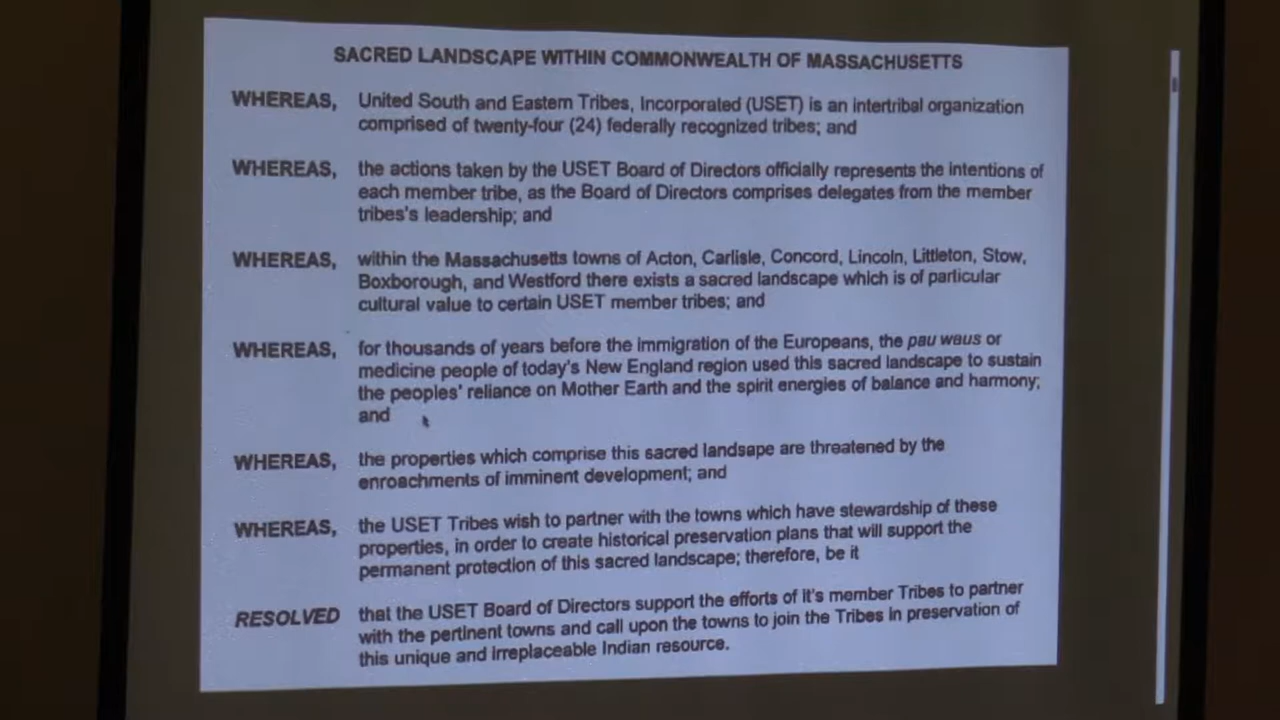 SACRED LANDSCAPE WITHIN COMMONWEALTH OF MASSACHUSETTS
WHEREAS, United South and Eastern Tribes, Incorporated (USET) is an intertribal organization
comprised of twenty-four (24) federally recognized tribes; and
WHEREAS, the actions taken by the USET Board of Directors officially represents the intentions of
each member tribe, as the Board of Directors comprises delegates from the member
tribes's leadership; and
WHEREAS, within the Massachusetts towns of Acton, Carlisle, Concord, Lincoln, Littleton, Stow,
Boxborough, and Westford there exists a sacred landscape which is of particular
cultural value to certain USET member tribes; and
WHEREAS, for thousands of years before the immigration of the Europeans, the pau waus or
medicine people of today's New England region used this sacred landscape to sustain
the peoples' reliance on Mother Earth and the spirit energies of balance and harmony;
and
WHEREAS, the properties which comprise this sacred landsape are threatened by the
enroachments of imminent development; and
WHEREAS, the USET Tribes wish to partner with the towns which have stewardship of these
properties, in order to create historical preservation plans that will support the
permanent protection of this sacred landscape; therefore, be it
RESOLVED that the USET Board of Directors support the efforts of it's member Tribes to partner
with the pertinent towns and call upon the towns to join the Tribes in preservation of
this unique and irreplaceable Indian resource.